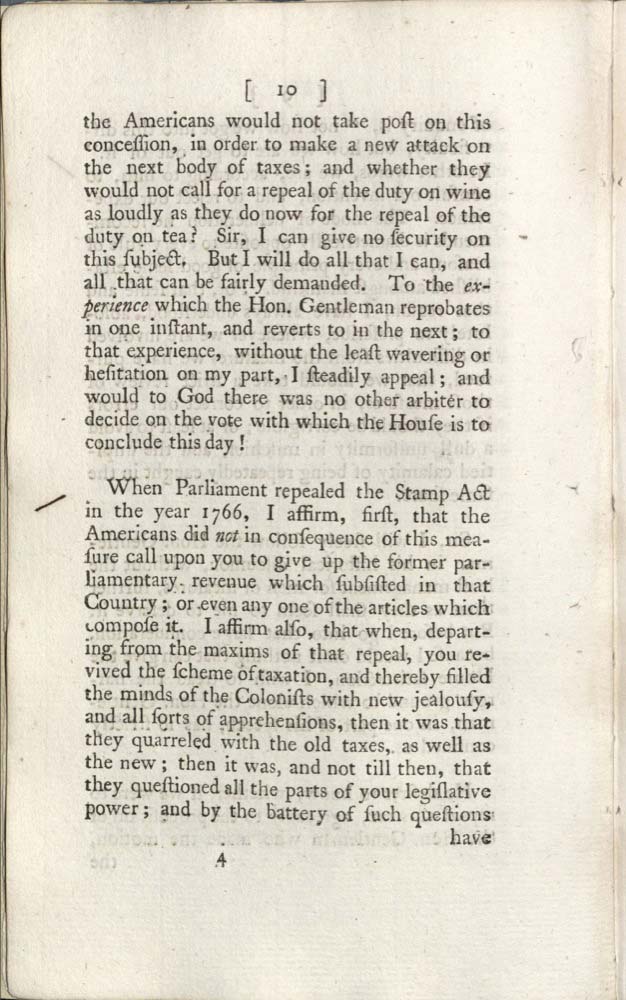 [ 10 ]
the Americans would not take poſt on this
conceſſion, in order to make a new attack on
the next body of taxes; and whether they
would not call for a repeal of the duty on wine
as loudly as they do now for the repeal of the
duty on tea? Sir, I can give no ſecurity on
this ſubject. But I will do all that I can, and
all that can be fairly demanded. To the ex-
perience which the Hon. Gentleman reprobates
in one inſtant, and reverts to in the next; to
that experience, without the leaſt wavering or
heſitation on my part, I ſteadily appeal; and
would to God there was no other arbiter to
decide on the vote with which the Houſe is to
conclude this day!
When Parliament repealed the Stamp Act
in the year 1766, I affirm, firſt, that the
Americans did not in conſequence of this mea-
ſure call upon you to give up the former par-
liamentary revenue which ſubſiſted in that
Country; or even any one of the articles which
compoſe it. I affirm alſo, that when, depart-
ing from the maxims of that repeal, you re-
vived the ſcheme of taxation, and thereby filled
the minds of the Coloniſts with new jealouſy,
and all ſorts of apprehenſions, then it was that
they quarreled with the old taxes, as well as
the new; then it was, and not till then, that
they queſtioned all the parts of your legiſlative
power; and by the battery of ſuch queſtions
have
4